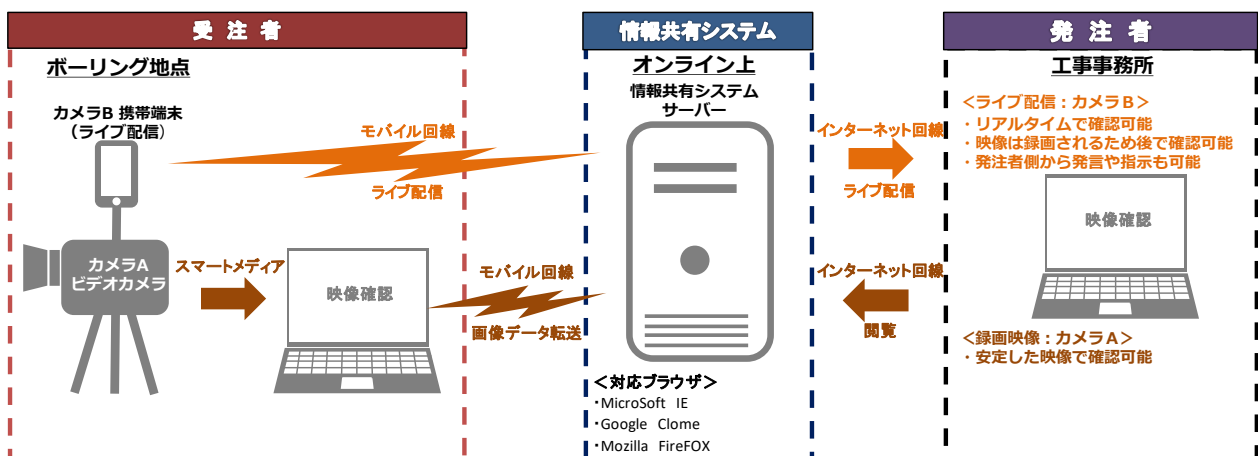 受 注 者
ボーリング地点
カメラB 携帯端末
（ライブ配信）
カメラA
ビデオカメラ
スマートメディア
映像確認
モバイル回線
ライブ配信
モバイル回線
画像データ転送
情報共有システム
オンライン上
情報共有システム
サーバー
＜対応ブラウザ＞
・MicroSoft IE
・Google Clome
・Mozilla FireFOX
インターネット回線
ライブ配信
インターネット回線
閲覧
発 注 者
工事事務所
＜ライブ配信：カメラＢ＞
・リアルタイムで確認可能
・映像は録画されるため後で確認可能
・発注者側から発言や指示も可能
映像確認
＜録画映像：カメラＡ＞
・安定した映像で確認可能